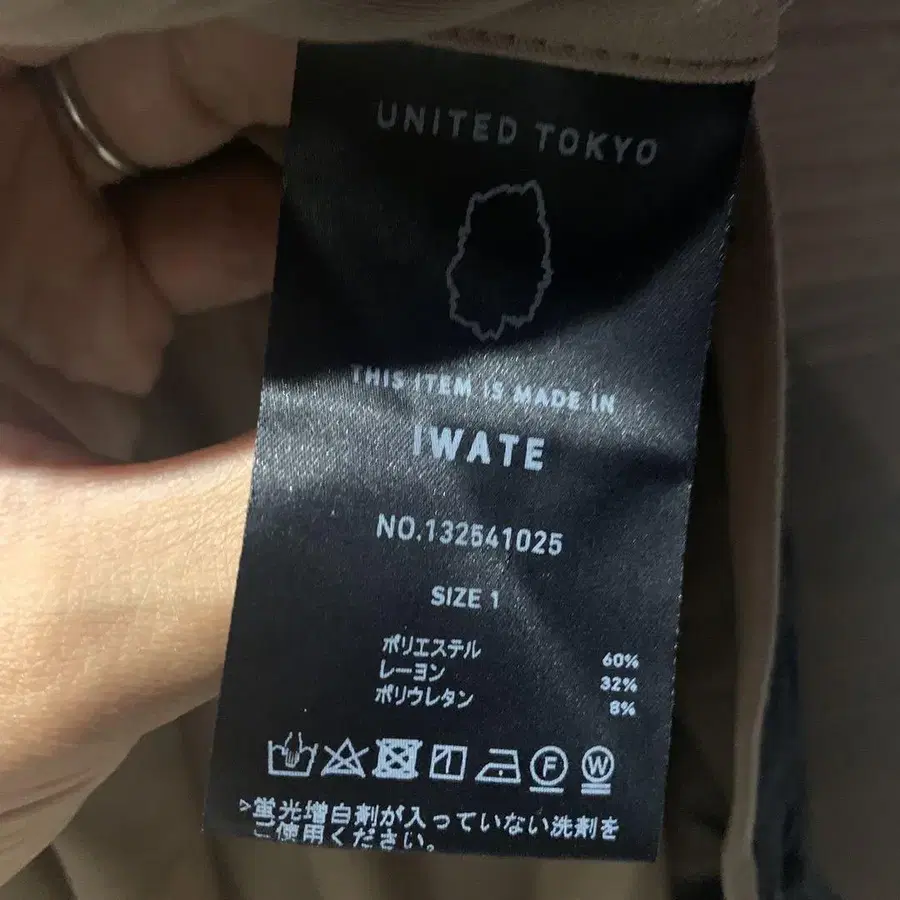 UNITED TOKYO
THIS ITEM IS MADE IN
IWATE
NO.132541025
SIZE 1
ポリエステル 60%
レーヨン 32%
ポリウレタン 8%
F W
>蛍光増白剤が入っていない洗剤を
ご使用ください。